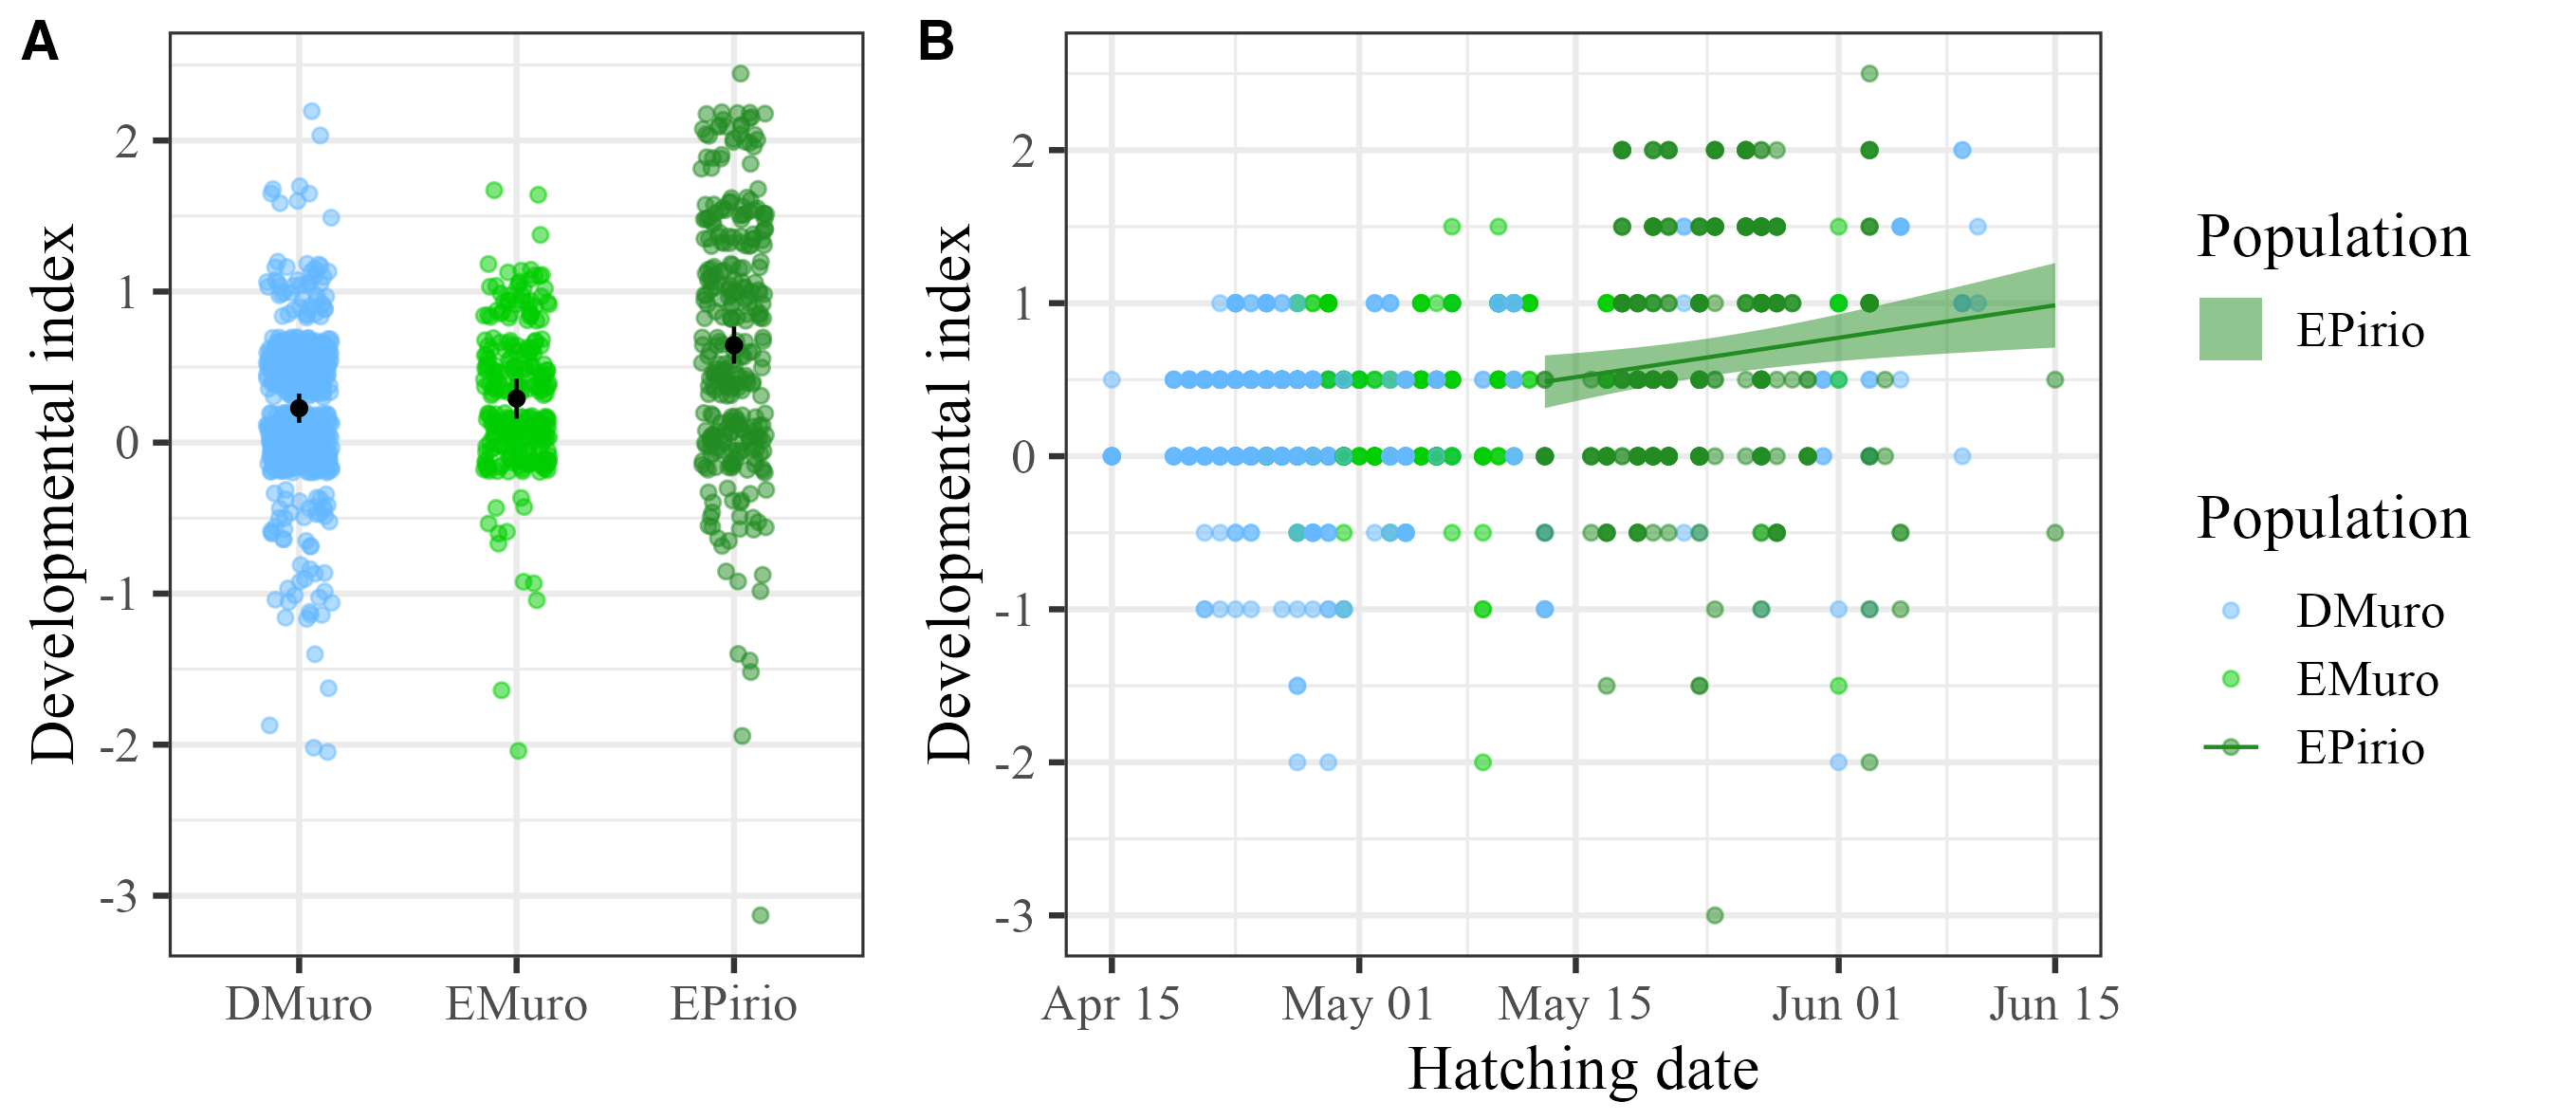 A
B
Developmental index
2
1
0
-1
-2
-3
DMuro
EMuro
EPirio
Developmental index
2
1
0
-1
-2
-3
Apr 15
May 01
May 15
Jun 01
Jun 15
Hatching date
Population
EPirio
Population
DMuro
EMuro
EPirio